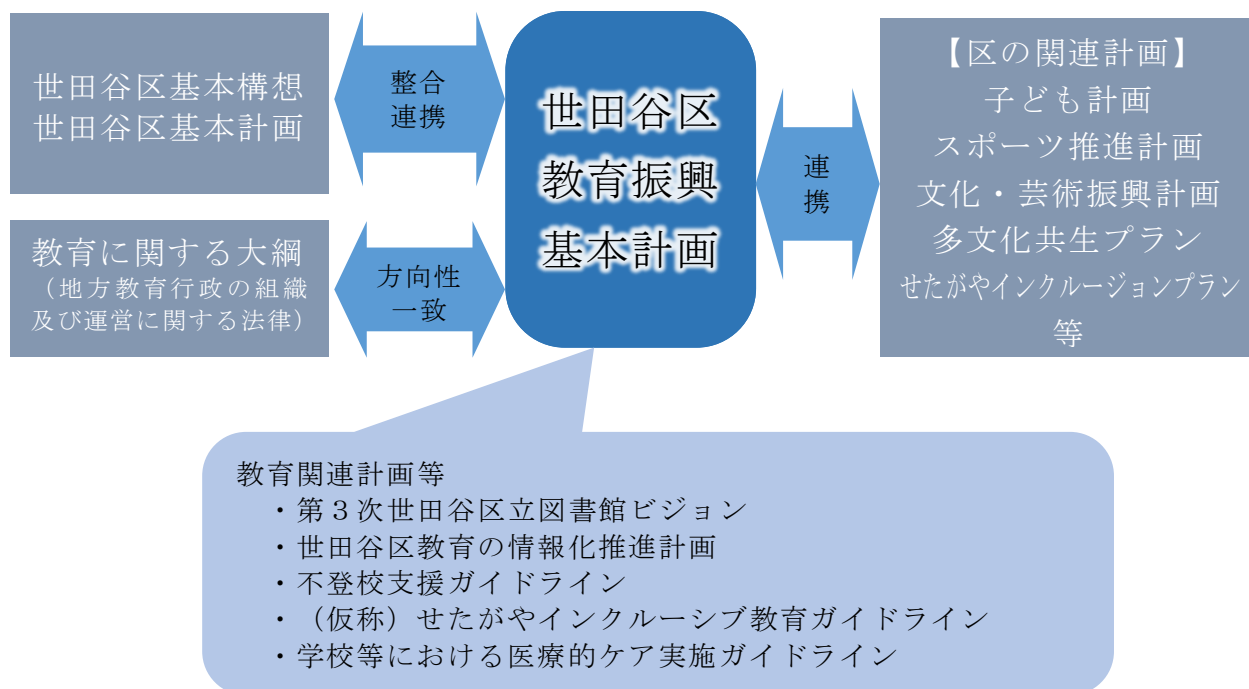 世田谷区基本構想
世田谷区基本計画
整合
連携
教育に関する大綱
（地方教育行政の組織
及び運営に関する法律）
方向性
一致
世田谷区
教育振興
基本計画
連
携
【区の関連計画】
子ども計画
スポーツ推進計画
文化・芸術振興計画
多文化共生プラン
せたがやインクルージョンプラン
等
教育関連計画等
・第３次世田谷区立図書館ビジョン
・世田谷区教育の情報化推進計画
・不登校支援ガイドライン
・（仮称）せたがやインクルーシブ教育ガイドライン
・学校等における医療的ケア実施ガイドライン